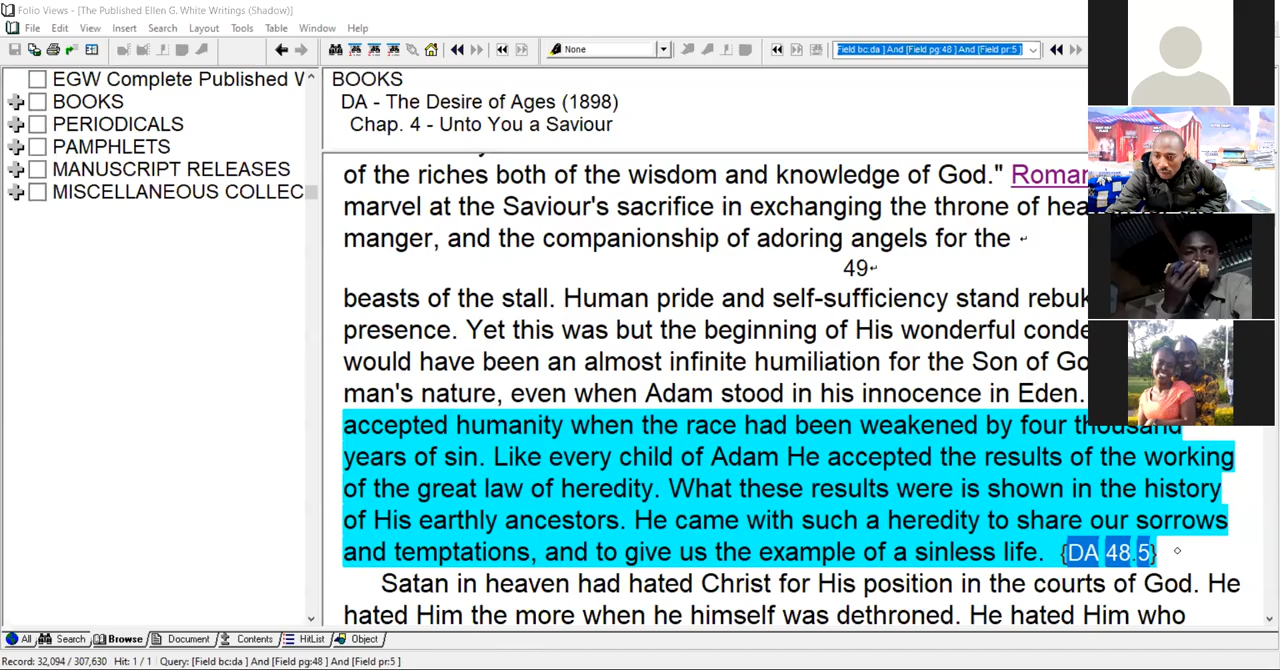 Folio Views - [The Published Ellen G. White Writings (Shadow)]
File Edit View Insert Search Layout Tools Table Window Help
None
[Field bc:da ] And [Field pg:48 ] And [Field pr:5 ]
EGW Complete Published W
BOOKS
PERIODICALS
PAMPHLETS
MANUSCRIPT RELEASES
MISCELLANEOUS COLLEC
BOOKS
DA - The Desire of Ages (1898)
Chap. 4 - Unto You a Saviour
of the riches both of the wisdom and knowledge of God." Roman
marvel at the Saviour's sacrifice in exchanging the throne of
manger, and the companionship of adoring angels for the
49
beasts of the stall. Human pride and self-sufficiency stand rebuk
presence. Yet this was but the beginning of His wonderful conde
would have been an almost infinite humiliation for the Son of Go
man's nature, even when Adam stood in his innocence in Eden.
accepted humanity when the race had been weakened by four thousand
years of sin. Like every child of Adam He accepted the results of the working
of the great law of heredity. What these results were is shown in the history
of His earthly ancestors. He came with such a heredity to share our sorrows
and temptations, and to give us the example of a sinless life. {DA 48.5}
Satan in heaven had hated Christ for His position in the courts of God. He
hated Him the more when he himself was dethroned. He hated Him who
All Search Browse Document Contents HitList Object
Record: 32,094 / 307,630 Hit: 1 / 1 Query: [Field bc:da ] And [Field pg:48 ] And [Field pr:5 ]